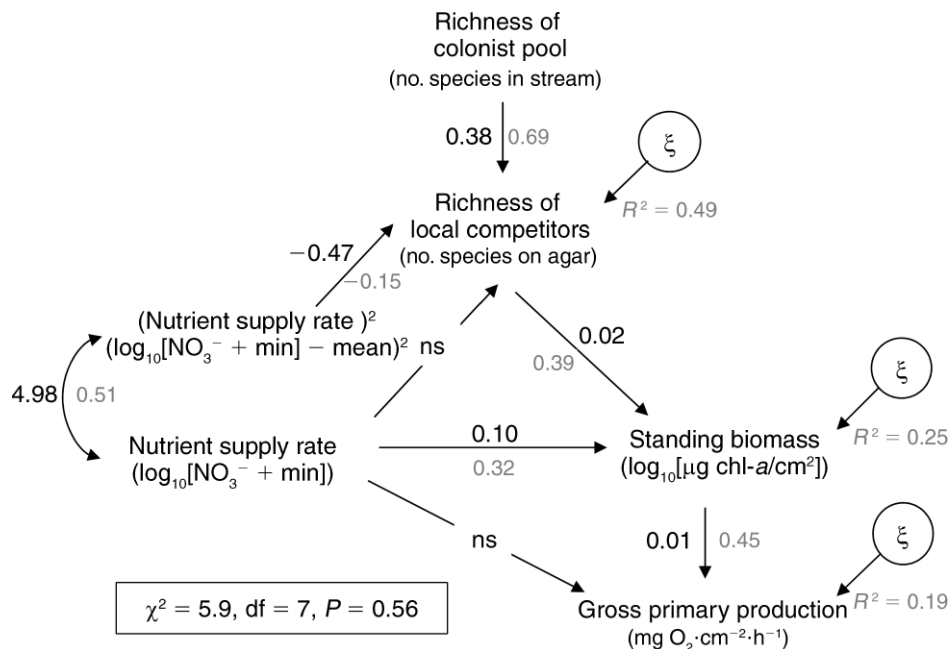 Richness of
colonist pool
(no. species in stream)
0.38 0.69
ξ
R² = 0.49
Richness of
local competitors
(no. species on agar)
−0.47
−0.15
(Nutrient supply rate )²
(log₁₀[NO₃⁻ + min] − mean)² ns
0.02
0.39
4.98 0.51
ξ
R² = 0.25
Nutrient supply rate
(log₁₀[NO₃⁻ + min])
0.10
0.32
Standing biomass
(log₁₀[μg chl-a/cm²])
ns
0.01 0.45
ξ
R² = 0.19
χ² = 5.9, df = 7, P = 0.56
Gross primary production
(mg O₂·cm⁻²·h⁻¹)